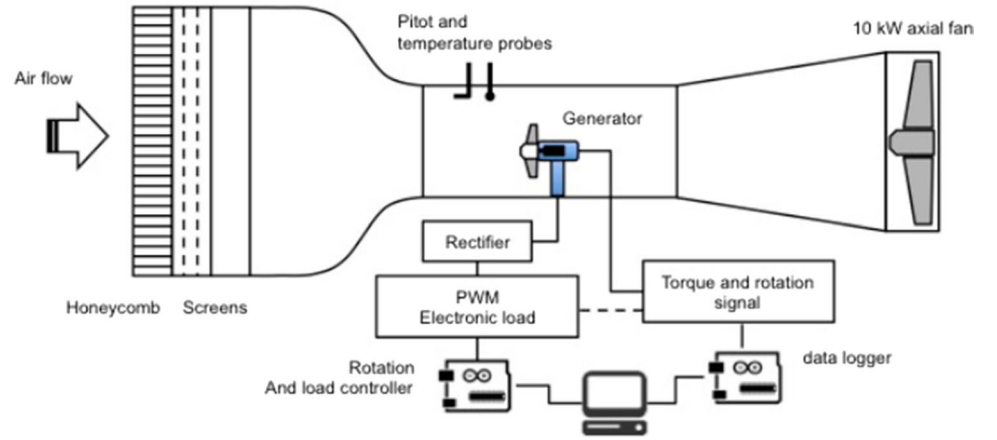 Pitot and
temperature probes
10 kW axial fan
Air flow
Generator
Rectifier
Torque and rotation
signal
Honeycomb
Screens
PWM
Electronic load
Rotation
And load controller
data logger